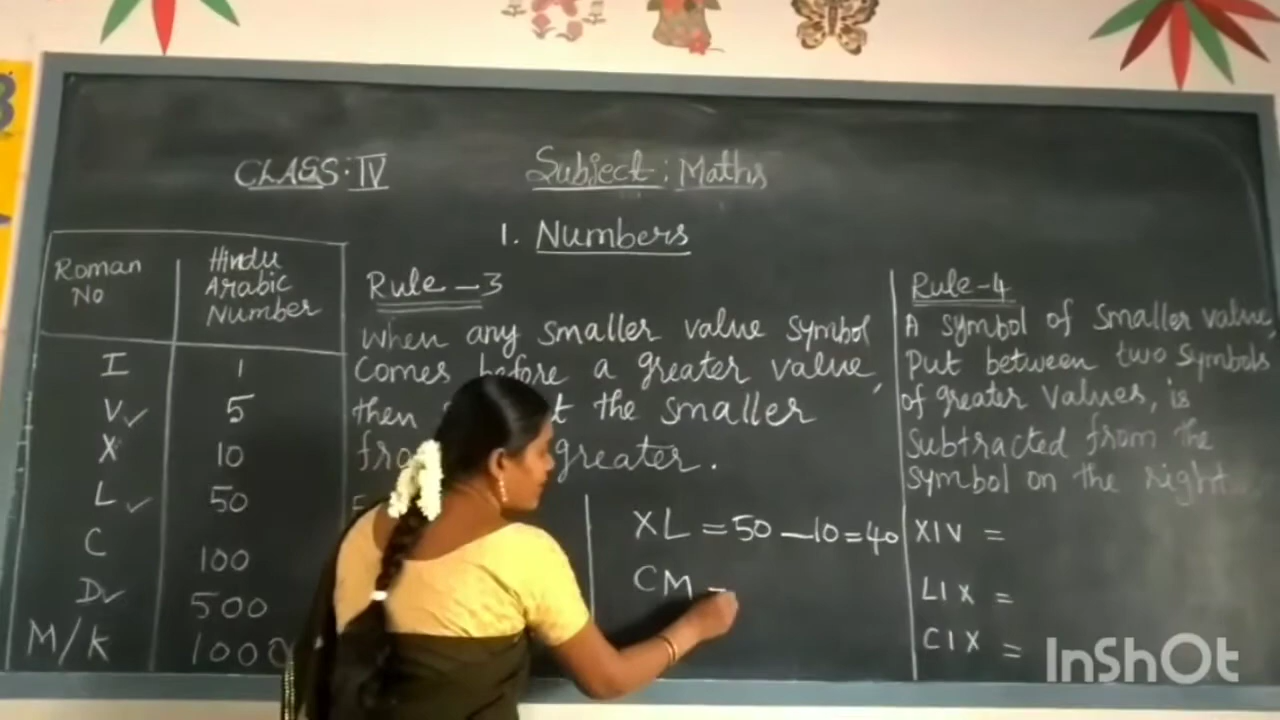 CLASS: IV
Subject: Maths
1. Numbers
Roman No
Hindu Arabic Number
I 1
V ✓ 5
X 10
L ✓ 50
C 100
D ✓ 500
M/K 1000
Rule-3
When any smaller value symbol
comes before a greater value,
then the smaller
greater.
XL = 50 - 10 = 40
CM =
Rule-4
A symbol of smaller value,
Put between two symbols
of greater values, is
subtracted from the
symbol on the right
XIV =
LIX =
CIX =
InShOt